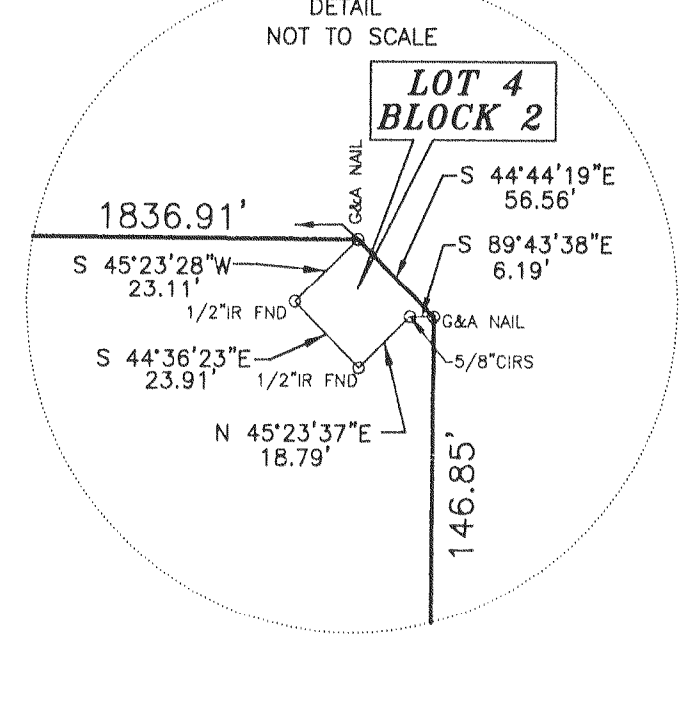 DETAIL
NOT TO SCALE
LOT 4
BLOCK 2
G&A NAIL
S 44°44'19"E
56.56'
1836.91'
S 89°43'38"E
6.19'
S 45°23'28"W
23.11'
1/2"IR FND
G&A NAIL
S 44°36'23"E
23.91'
1/2"IR FND
5/8"CIRS
N 45°23'37"E
18.79'
146.85'